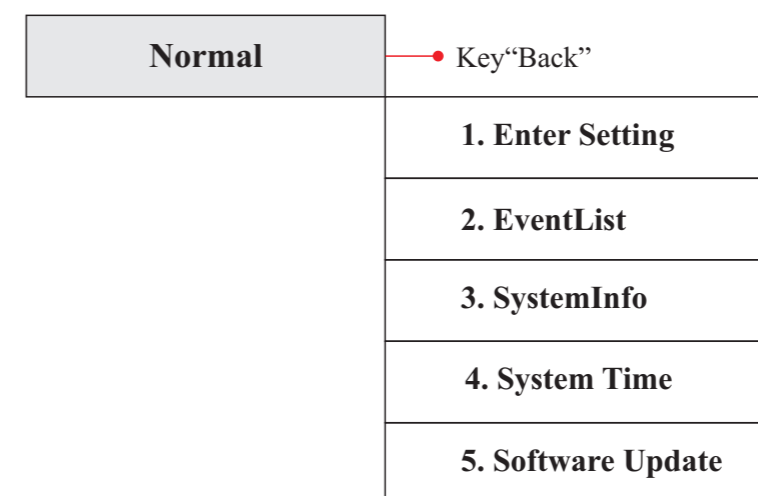 Normal
Key“Back”
1. Enter Setting
2. EventList
3. SystemInfo
4. System Time
5. Software Update